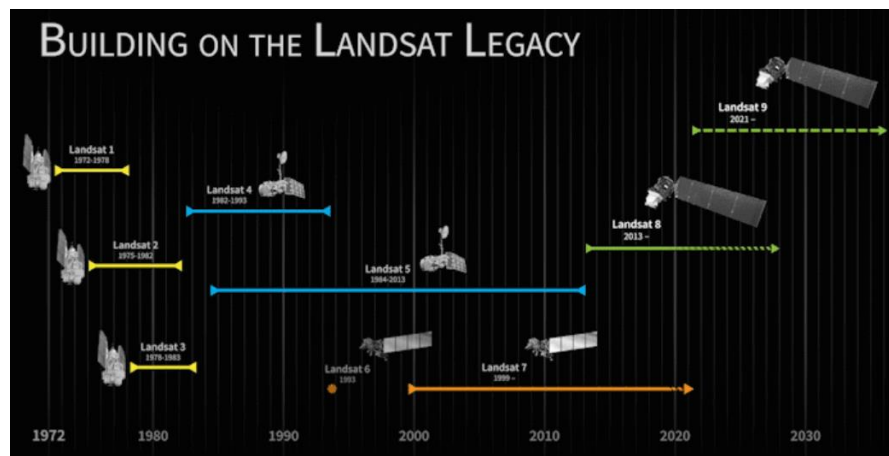 BUILDING ON THE LANDSAT LEGACY
Landsat 9
2021 –
Landsat 1
1972-1978
Landsat 4
1982-1993
Landsat 8
2013 –
Landsat 2
1975-1982
Landsat 5
1984-2013
Landsat 3
1978-1983
Landsat 6
1993
Landsat 7
1999 –
1972
1980
1990
2000
2010
2020
2030